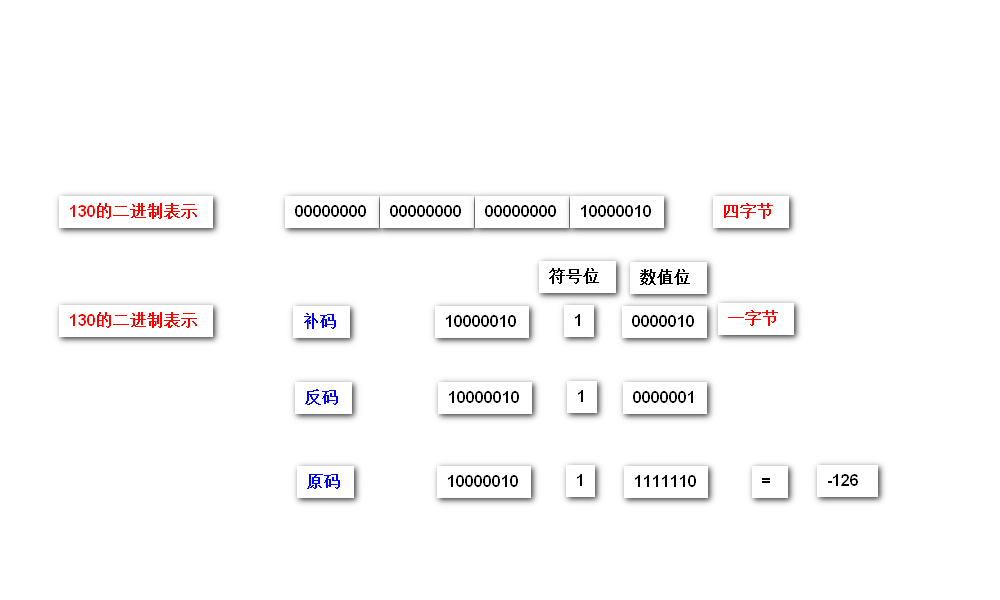 130的二进制表示 00000000 00000000 00000000 10000010 四字节
符号位 数值位
130的二进制表示 补码 10000010 1 0000010 一字节
反码 10000010 1 0000001
原码 10000010 1 1111110 = -126